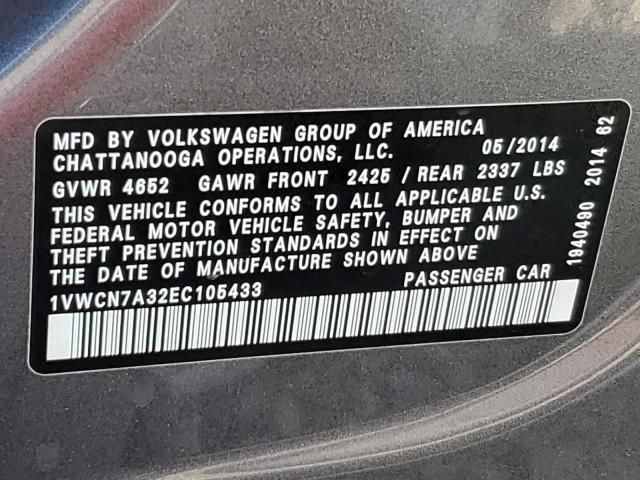 MFD BY VOLKSWAGEN GROUP OF AMERICA
CHATTANOOGA OPERATIONS, LLC. 05/2014
GVWR 4652 GAWR FRONT 2425 / REAR 2337 LBS
THIS VEHICLE CONFORMS TO ALL APPLICABLE U.S.
FEDERAL MOTOR VEHICLE SAFETY, BUMPER AND
THEFT PREVENTION STANDARDS IN EFFECT ON
THE DATE OF MANUFACTURE SHOWN ABOVE
1VWCN7A32EC105433 PASSENGER CAR
1940490 2014 62